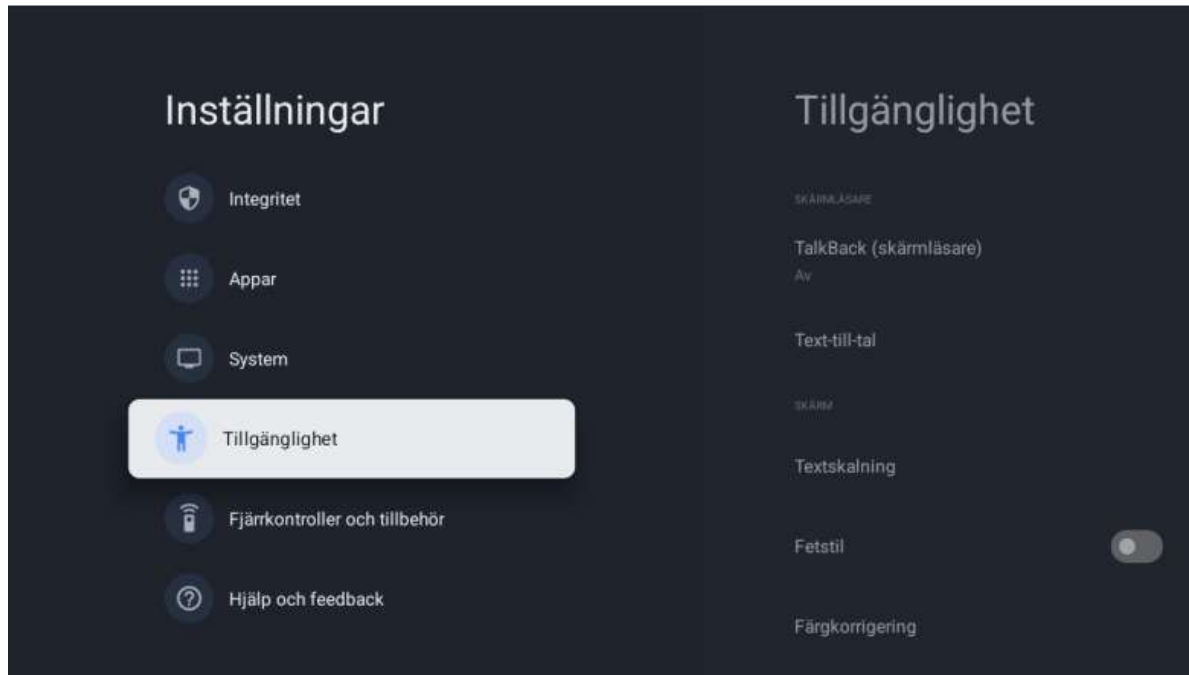 Inställningar
Integritet
Appar
System
Tillgänglighet
Fjärrkontroller och tillbehör
Hjälp och feedback
Tillgänglighet
SKÄRMLÄSARE
TalkBack (skärmläsare)
Av
Text-till-tal
SKÄRM
Textskalning
Fetstil
Färgkorrigering